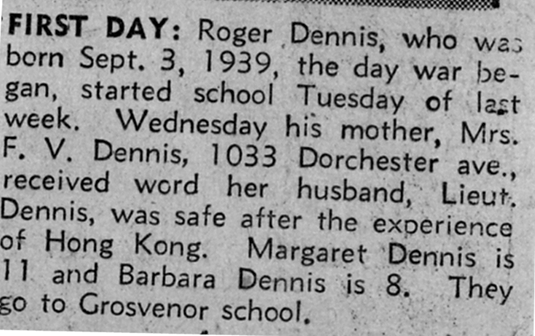 FIRST DAY: Roger Dennis, who was
born Sept. 3, 1939, the day war be-
gan, started school Tuesday of last
week. Wednesday his mother, Mrs.
F. V. Dennis, 1033 Dorchester ave.,
received word her husband, Lieut.
Dennis, was safe after the experience
of Hong Kong. Margaret Dennis is
11 and Barbara Dennis is 8. They
go to Grosvenor school.